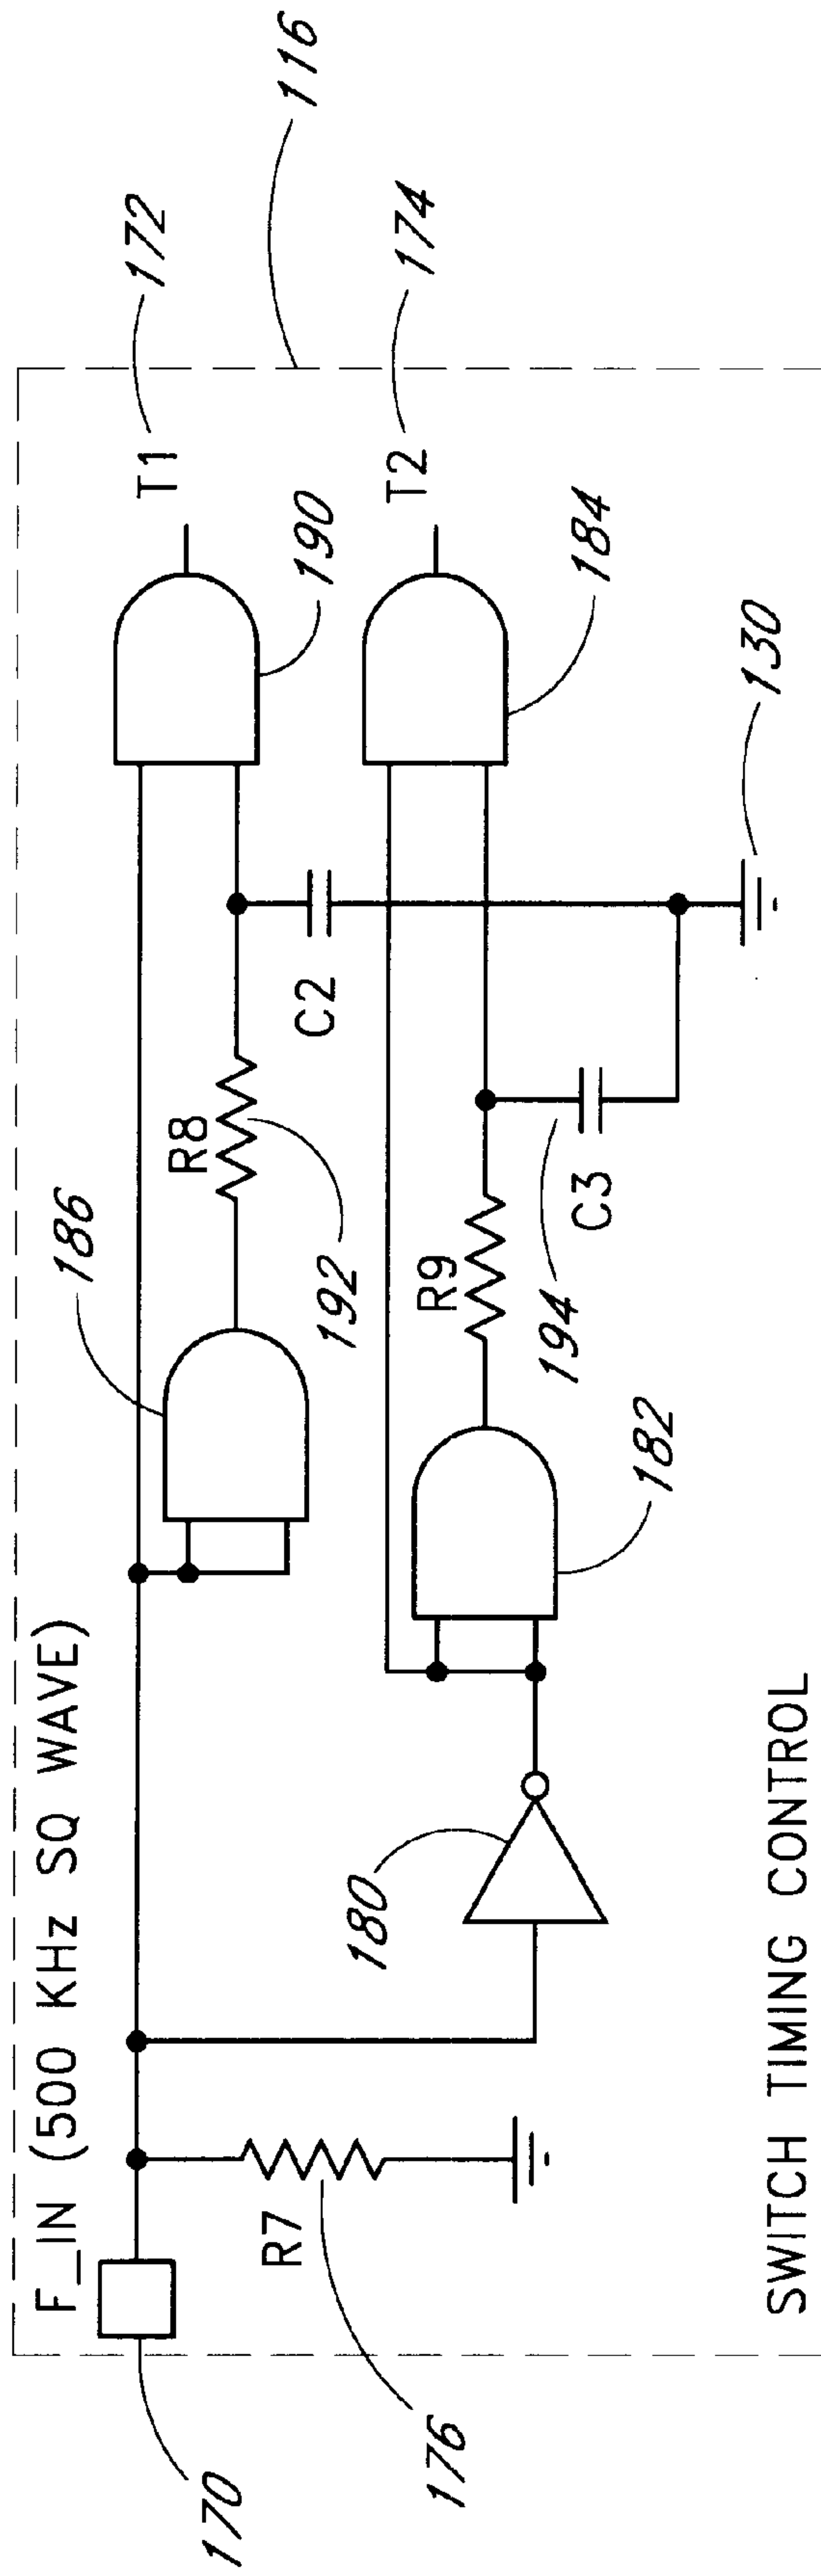 116
172
174
T1
T2
190
184
130
C2
R8
186
192
C3
R9
194
182
F_IN (500 KHz SQ WAVE)
180
R7
170
176
SWITCH TIMING CONTROL